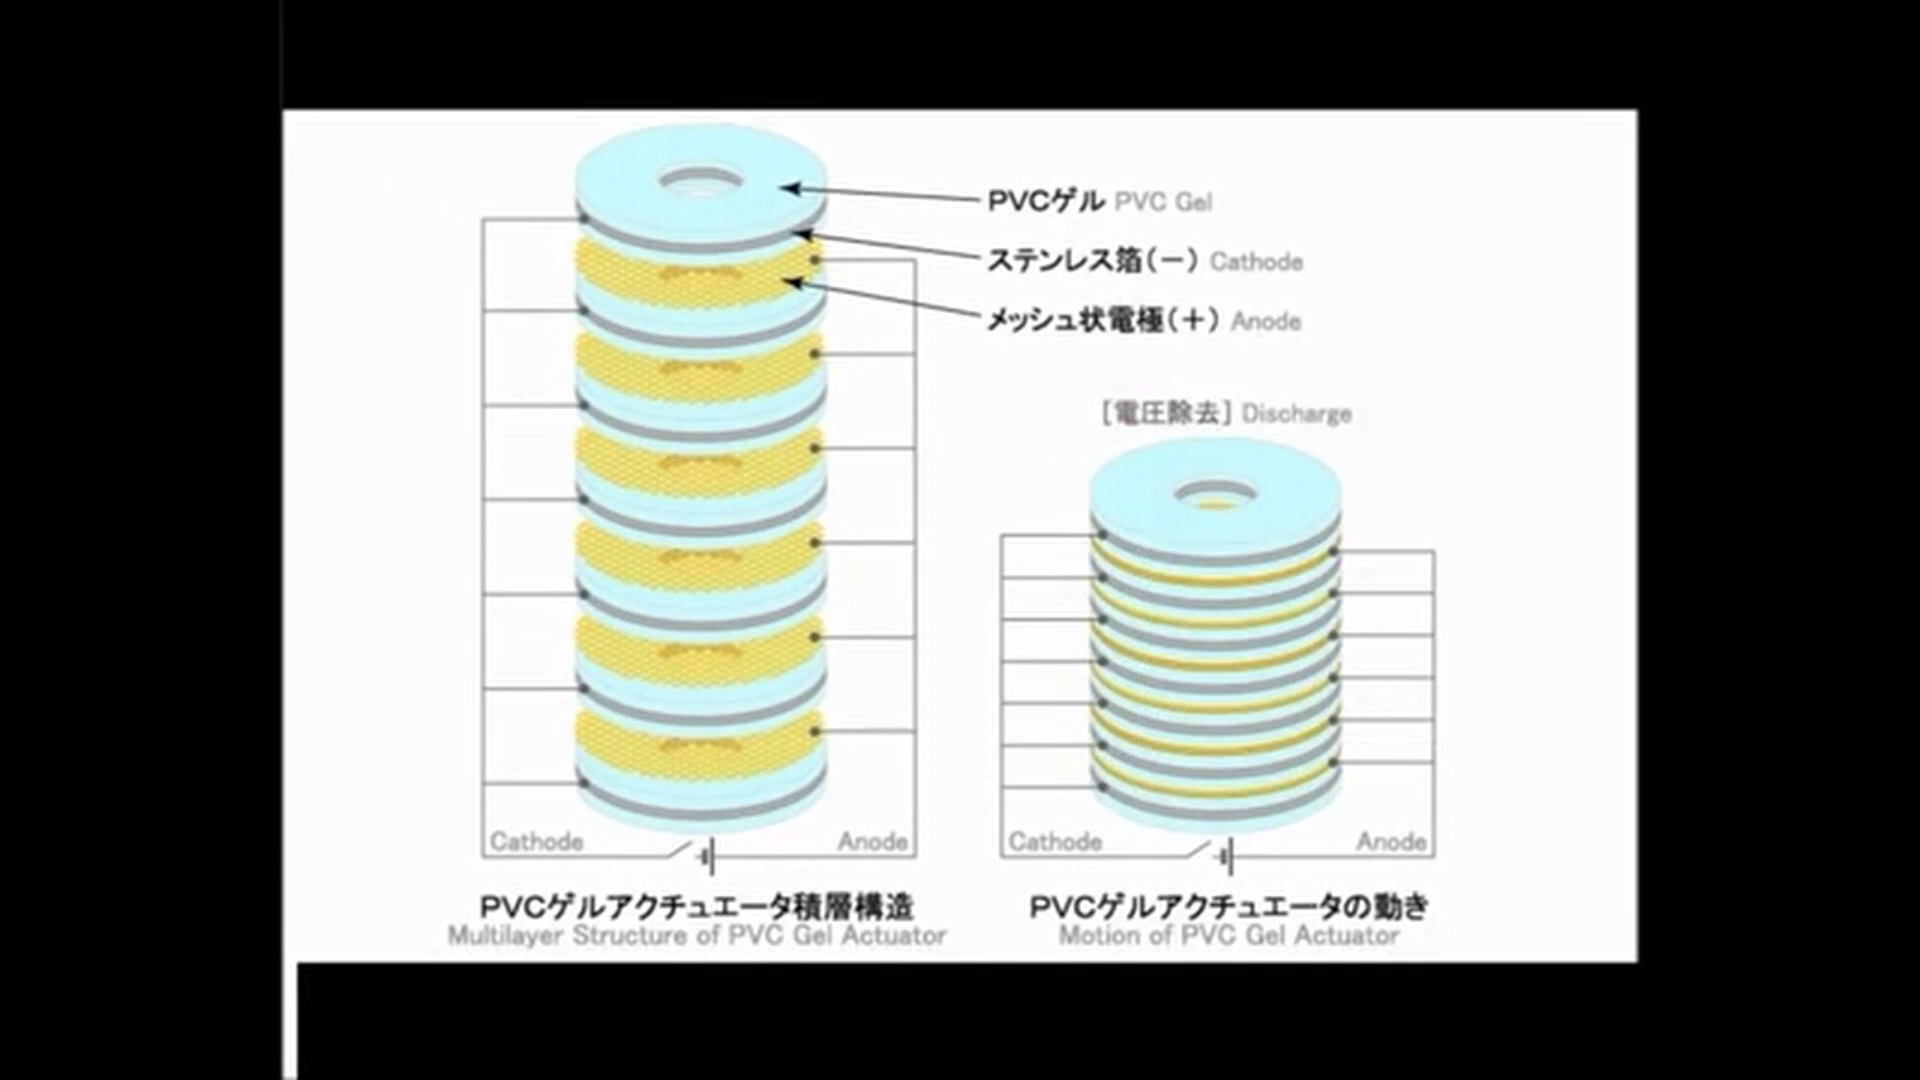 PVCゲル PVC Gel
ステンレス箔(−) Cathode
メッシュ状電極(+) Anode
[電圧除去] Discharge
Cathode
Anode
Cathode
Anode
PVCゲルアクチュエータ積層構造
Multilayer Structure of PVC Gel Actuator
PVCゲルアクチュエータの動き
Motion of PVC Gel Actuator